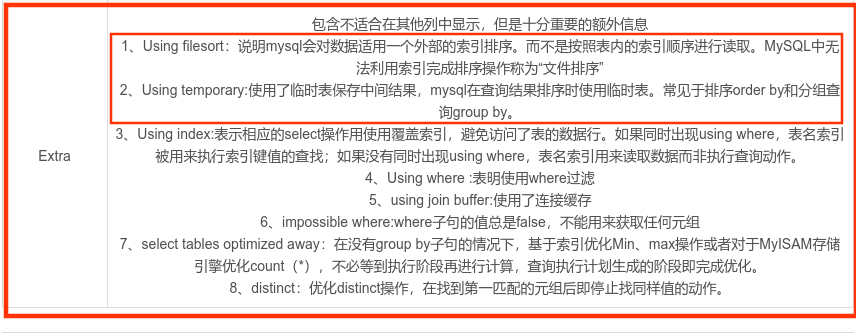 包含不适合在其他列中显示，但是十分重要的额外信息
1、Using filesort：说明mysql会对数据适用一个外部的索引排序。而不是按照表内的索引顺序进行读取。MySQL中无
法利用索引完成排序操作称为“文件排序”
2、Using temporary:使用了临时表保存中间结果，mysql在查询结果排序时使用临时表。常见于排序order by和分组查
询group by。
3、Using index:表示相应的select操作用使用覆盖索引，避免访问了表的数据行。如果同时出现using where，表名索引
被用来执行索引键值的查找；如果没有同时出现using where，表名索引用来读取数据而非执行查询动作。
Extra
4、Using where :表明使用where过滤
5、using join buffer:使用了连接缓存
6、impossible where:where子句的值总是false，不能用来获取任何元组
7、select tables optimized away：在没有group by子句的情况下，基于索引优化Min、max操作或者对于MyISAM存储
引擎优化count（*），不必等到执行阶段再进行计算，查询执行计划生成的阶段即完成优化。
8、distinct：优化distinct操作，在找到第一匹配的元组后即停止找同样值的动作。